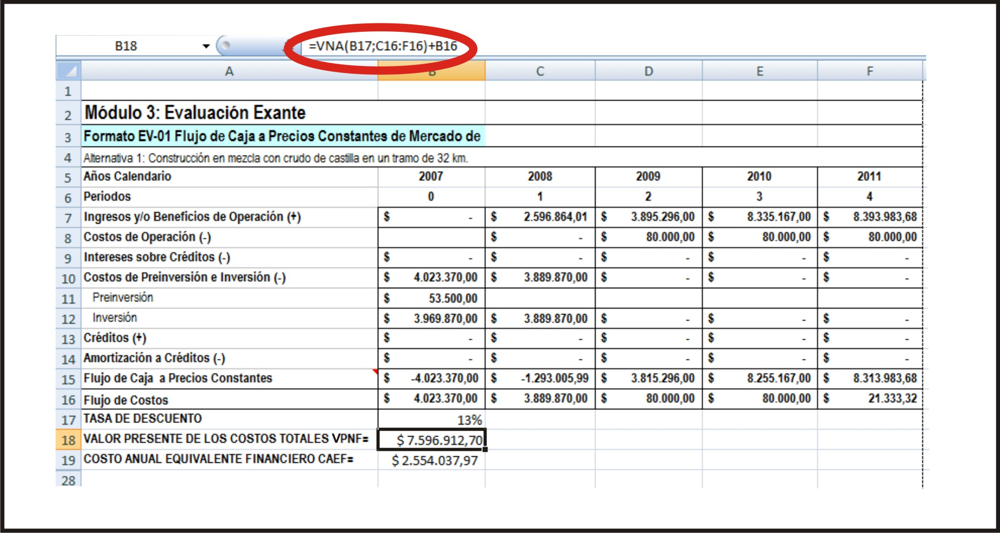 B18 =VNA(B17;C16:F16)+B16
A B C D E F
1
2 Módulo 3: Evaluación Exante
3 Formato EV-01 Flujo de Caja a Precios Constantes de Mercado de
4 Alternativa 1: Construcción en mezcla con crudo de castilla en un tramo de 32 km.
5 Años Calendario 2007 2008 2009 2010 2011
6 Periodos 0 1 2 3 4
7 Ingresos y/o Beneficios de Operación (+) $ - $ 2.596.864,01 $ 3.895.296,00 $ 8.335.167,00 $ 8.393.983,68
8 Costos de Operación (-) $ - $ 80.000,00 $ 80.000,00 $ 80.000,00
9 Intereses sobre Créditos (-) $ - $ - $ - $ - $ -
10 Costos de Preinversión e Inversión (-) $ 4.023.370,00 $ 3.889.870,00 $ - $ - $ -
11 Preinversión $ 53.500,00
12 Inversión $ 3.969.870,00 $ 3.889.870,00 $ - $ - $ -
13 Créditos (+) $ - $ - $ - $ - $ -
14 Amortización a Créditos (-) $ - $ - $ - $ - $ -
15 Flujo de Caja a Precios Constantes $ -4.023.370,00 $ -1.293.005,99 $ 3.815.296,00 $ 8.255.167,00 $ 8.313.983,68
16 Flujo de Costos $ 4.023.370,00 $ 3.889.870,00 $ 80.000,00 $ 80.000,00 $ 21.333,32
17 TASA DE DESCUENTO 13%
18 VALOR PRESENTE DE LOS COSTOS TOTALES VPNF= $ 7.596.912,70
19 COSTO ANUAL EQUIVALENTE FINANCIERO CAEF= $ 2.554.037,97
28